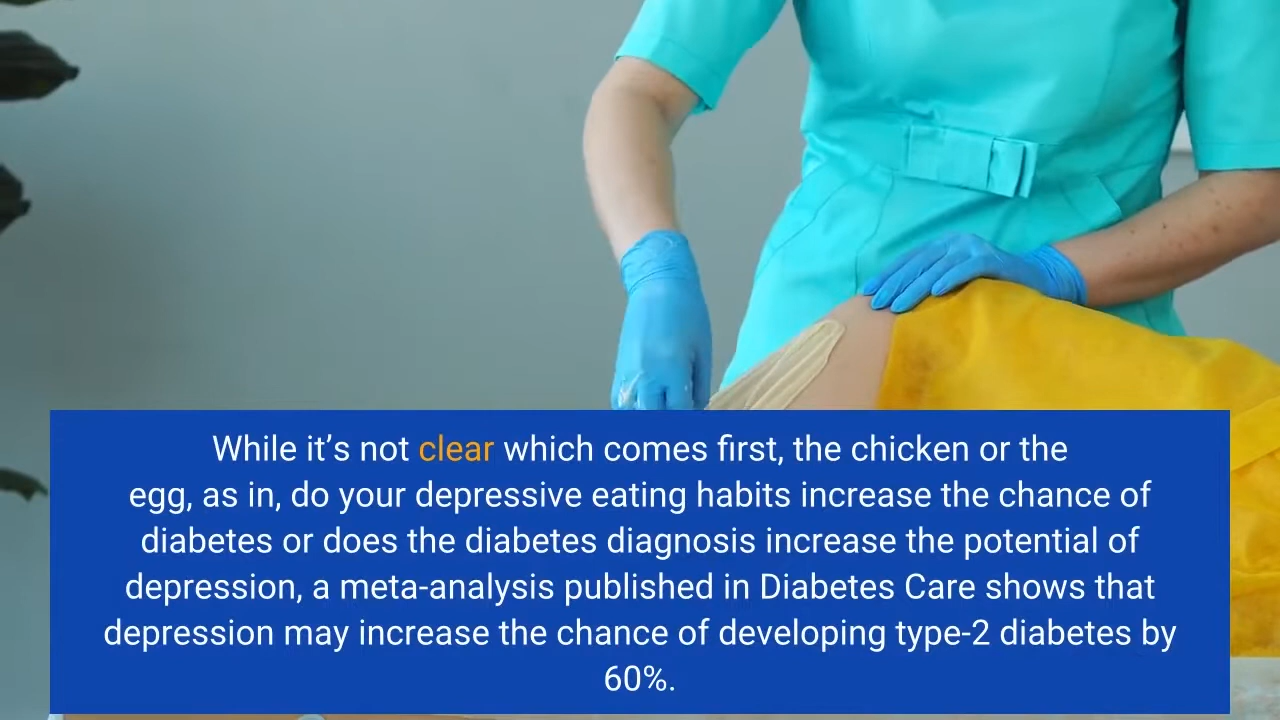 While it’s not clear which comes first, the chicken or the
egg, as in, do your depressive eating habits increase the chance of
diabetes or does the diabetes diagnosis increase the potential of
depression, a meta-analysis published in Diabetes Care shows that
depression may increase the chance of developing type-2 diabetes by
60%.